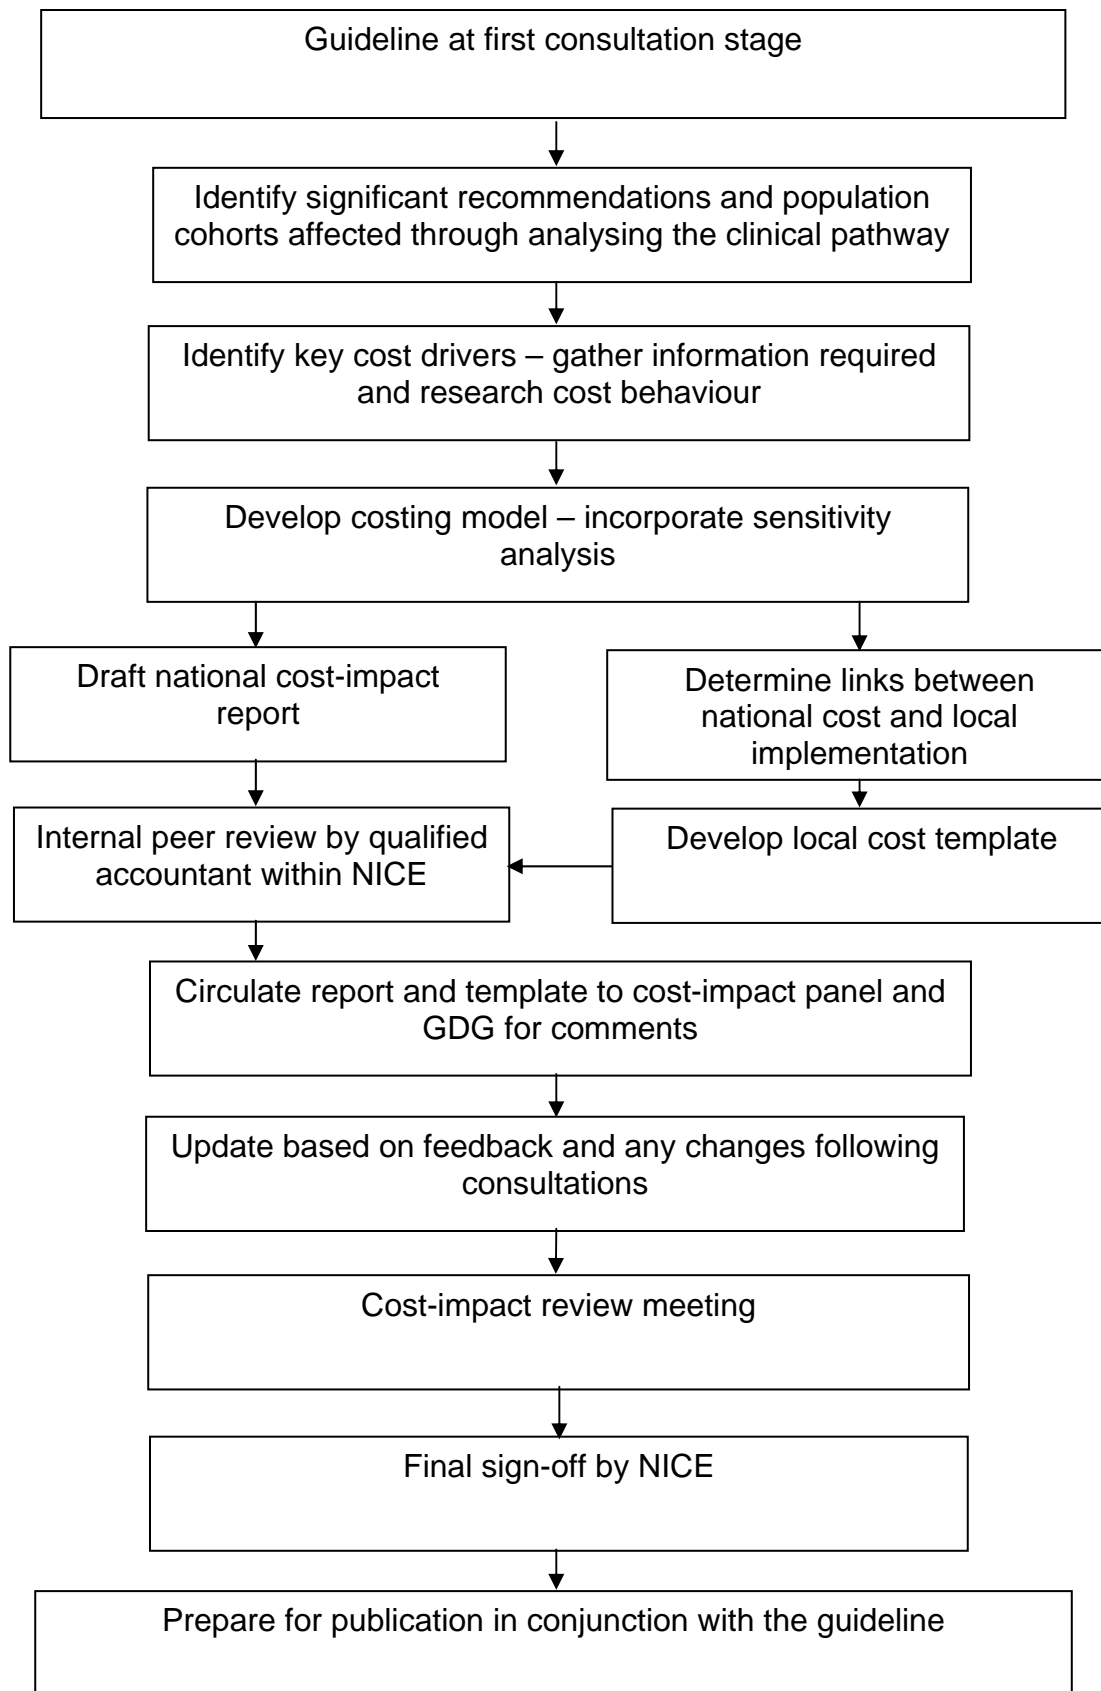 Guideline at first consultation stage
Identify significant recommendations and population
cohorts affected through analysing the clinical pathway
Identify key cost drivers – gather information required
and research cost behaviour
Develop costing model – incorporate sensitivity
analysis
Draft national cost-impact
report
Determine links between
national cost and local
implementation
Internal peer review by qualified
accountant within NICE
Develop local cost template
Circulate report and template to cost-impact panel and
GDG for comments
Update based on feedback and any changes following
consultations
Cost-impact review meeting
Final sign-off by NICE
Prepare for publication in conjunction with the guideline